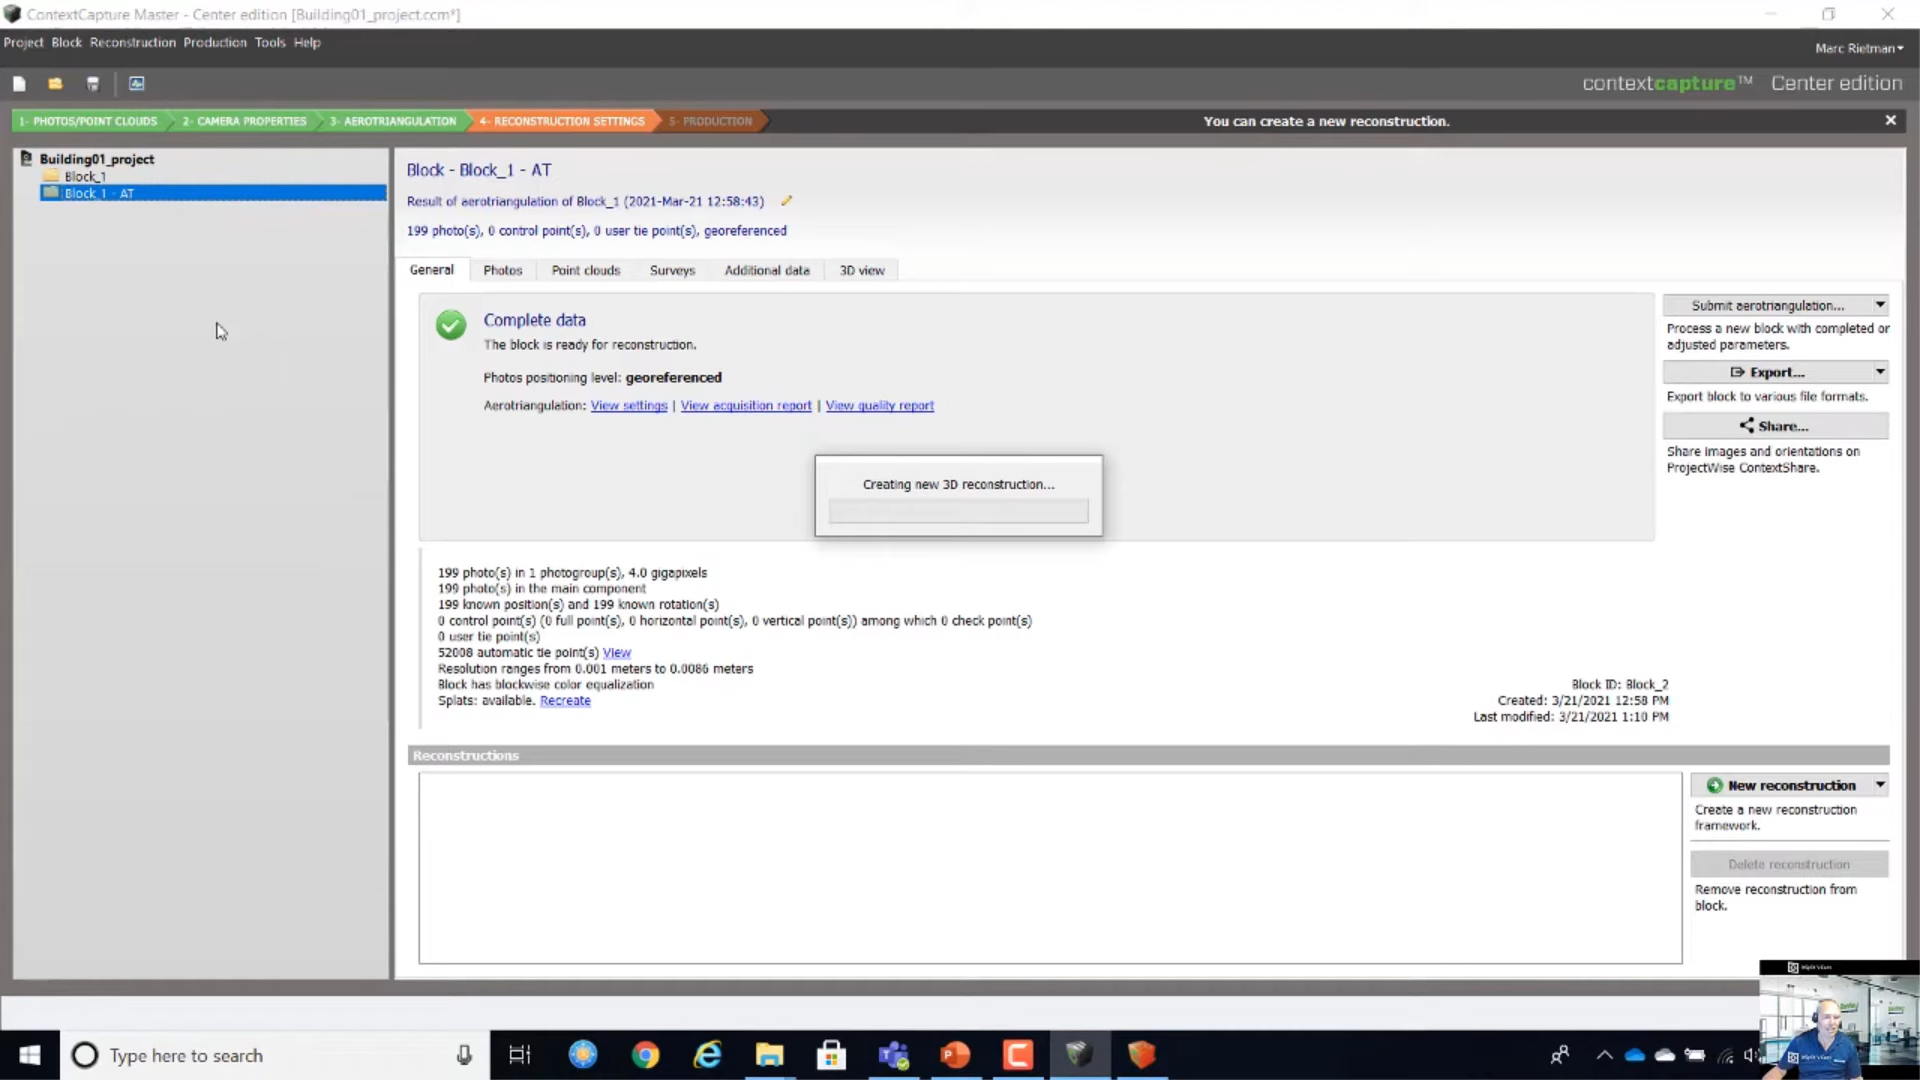 ContextCapture Master - Center edition [Building01_project.ccm*]
Project Block Reconstruction Production Tools Help
Marc Rietman
contextcapture™ Center edition
1- PHOTOS/POINT CLOUDS 2- CAMERA PROPERTIES 3- AEROTRIANGULATION 4- RECONSTRUCTION SETTINGS 5- PRODUCTION
You can create a new reconstruction.
Building01_project
Block_1
Block_1 - AT
Block - Block_1 - AT
Result of aerotriangulation of Block_1 (2021-Mar-21 12:58:43)
199 photo(s), 0 control point(s), 0 user tie point(s), georeferenced
General Photos Point clouds Surveys Additional data 3D view
Complete data
The block is ready for reconstruction.
Photos positioning level: georeferenced
Aerotriangulation: View settings | View acquisition report | View quality report
Submit aerotriangulation...
Process a new block with completed or
adjusted parameters.
Export...
Export block to various file formats.
Share...
Share images and orientations on
ProjectWise ContextShare.
Creating new 3D reconstruction...
199 photo(s) in 1 photogroup(s), 4.0 gigapixels
199 photo(s) in the main component
199 known position(s) and 199 known rotation(s)
0 control point(s) (0 full point(s), 0 horizontal point(s), 0 vertical point(s)) among which 0 check point(s)
0 user tie point(s)
52008 automatic tie point(s) View
Resolution ranges from 0.001 meters to 0.0086 meters
Block has blockwise color equalization
Splats: available. Recreate
Block ID: Block_2
Created: 3/21/2021 12:58 PM
Last modified: 3/21/2021 1:10 PM
Reconstructions
New reconstruction
Create a new reconstruction
framework.
Delete reconstruction
Remove reconstruction from
block.
Type here to search